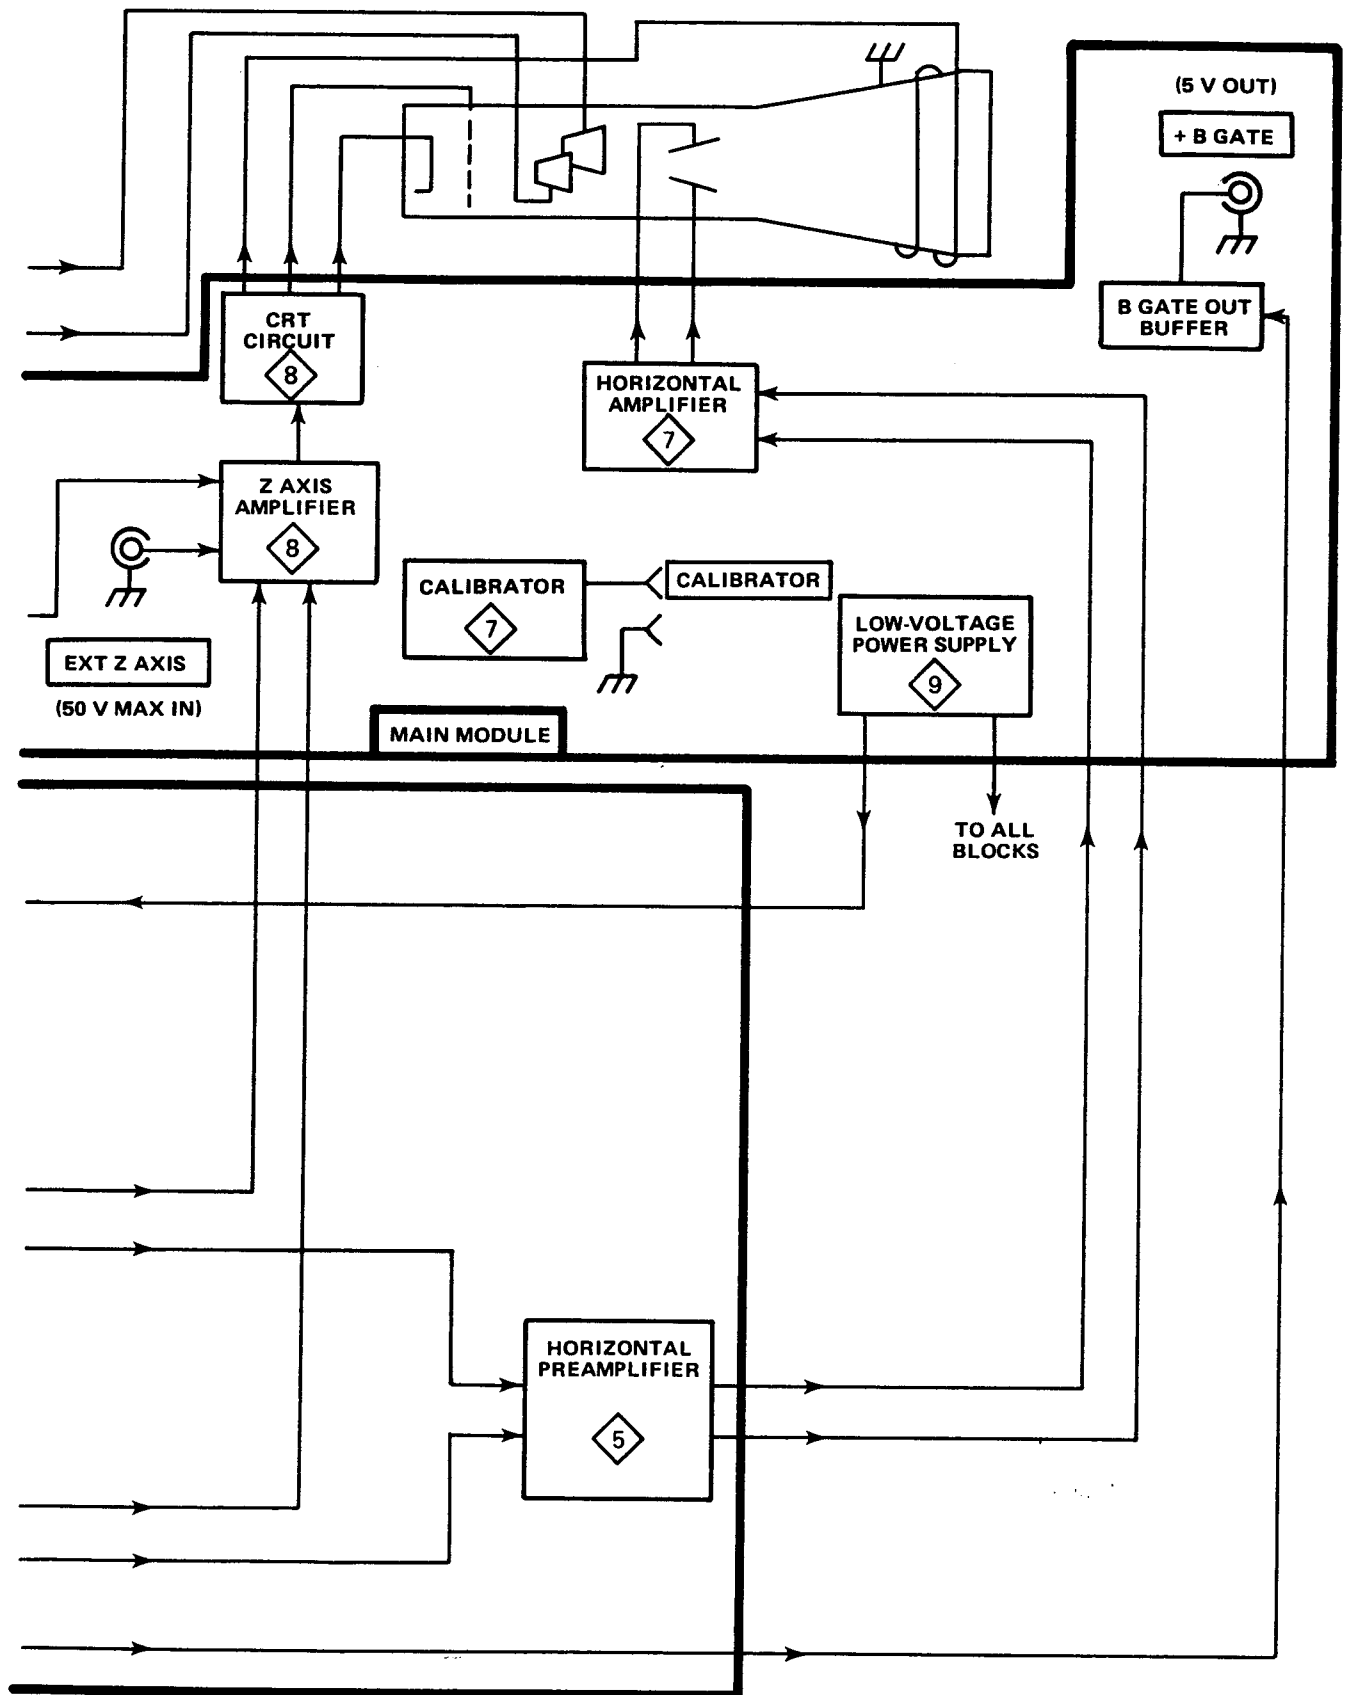 (5 V OUT)
+ B GATE
B GATE OUT
BUFFER
CRT
CIRCUIT
8
HORIZONTAL
AMPLIFIER
7
Z AXIS
AMPLIFIER
8
CALIBRATOR
7
CALIBRATOR
LOW-VOLTAGE
POWER SUPPLY
9
EXT Z AXIS
(50 V MAX IN)
MAIN MODULE
TO ALL
BLOCKS
HORIZONTAL
PREAMPLIFIER
5